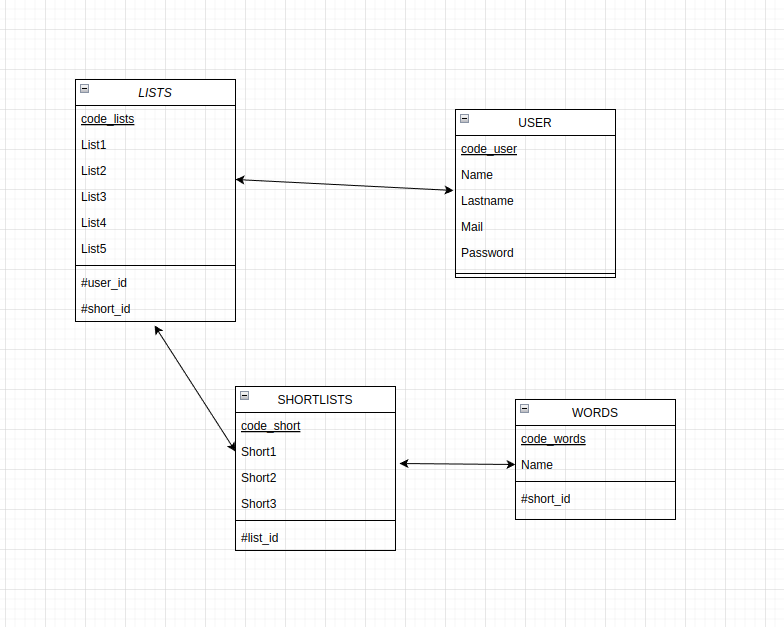 LISTS
code_lists
List1
List2
List3
List4
List5
#user_id
#short_id
USER
code_user
Name
Lastname
Mail
Password
SHORTLISTS
code_short
Short1
Short2
Short3
#list_id
WORDS
code_words
Name
#short_id